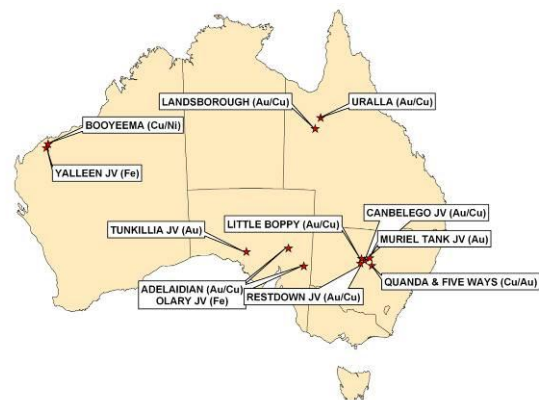 LANDSBOROUGH (Au/Cu)
URALLA (Au/Cu)
BOOYEEMA (Cu/Ni)
YALLEEN JV (Fe)
CANBELEGO JV (Au/Cu)
LITTLE BOPPY (Au/Cu)
TUNKILLIA JV (Au)
MURIEL TANK JV (Au)
QUANDA & FIVE WAYS (Cu/Au)
ADELAIDIAN (Au/Cu)
OLARY JV (Fe)
RESTDOWN JV (Au/Cu)